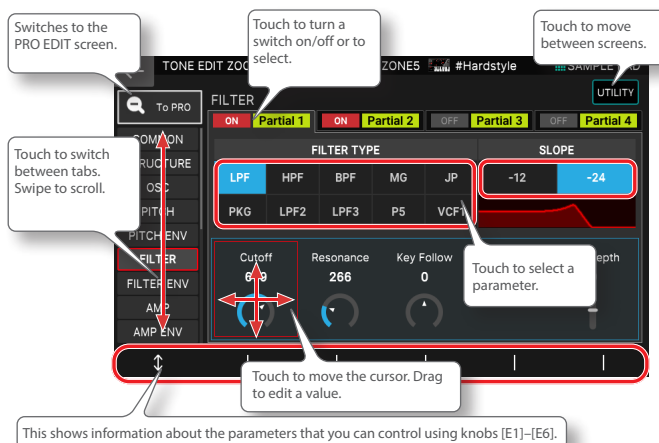 Switches to the
PRO EDIT screen.
Touch to turn a
switch on/off or to
select.
Touch to move
between screens.
TONE EDIT ZO
ZONE5
#Hardstyle
SAMPLE PAD
To PRO
FILTER
UTILITY
ON Partial 1 ON Partial 2 OFF Partial 3 OFF Partial 4
COMMON
RUCTURE
OSC
PITCH
PITCH ENV
FILTER
FILTER ENV
AMP
AMP ENV
Touch to switch
between tabs.
Swipe to scroll.
FILTER TYPE
SLOPE
LPF HPF BPF MG JP
-12 -24
PKG LPF2 LPF3 P5 VCF1
Cutoff Resonance Key Follow epth
266 0
Touch to select a
parameter.
Touch to move the cursor. Drag
to edit a value.
This shows information about the parameters that you can control using knobs [E1]–[E6].